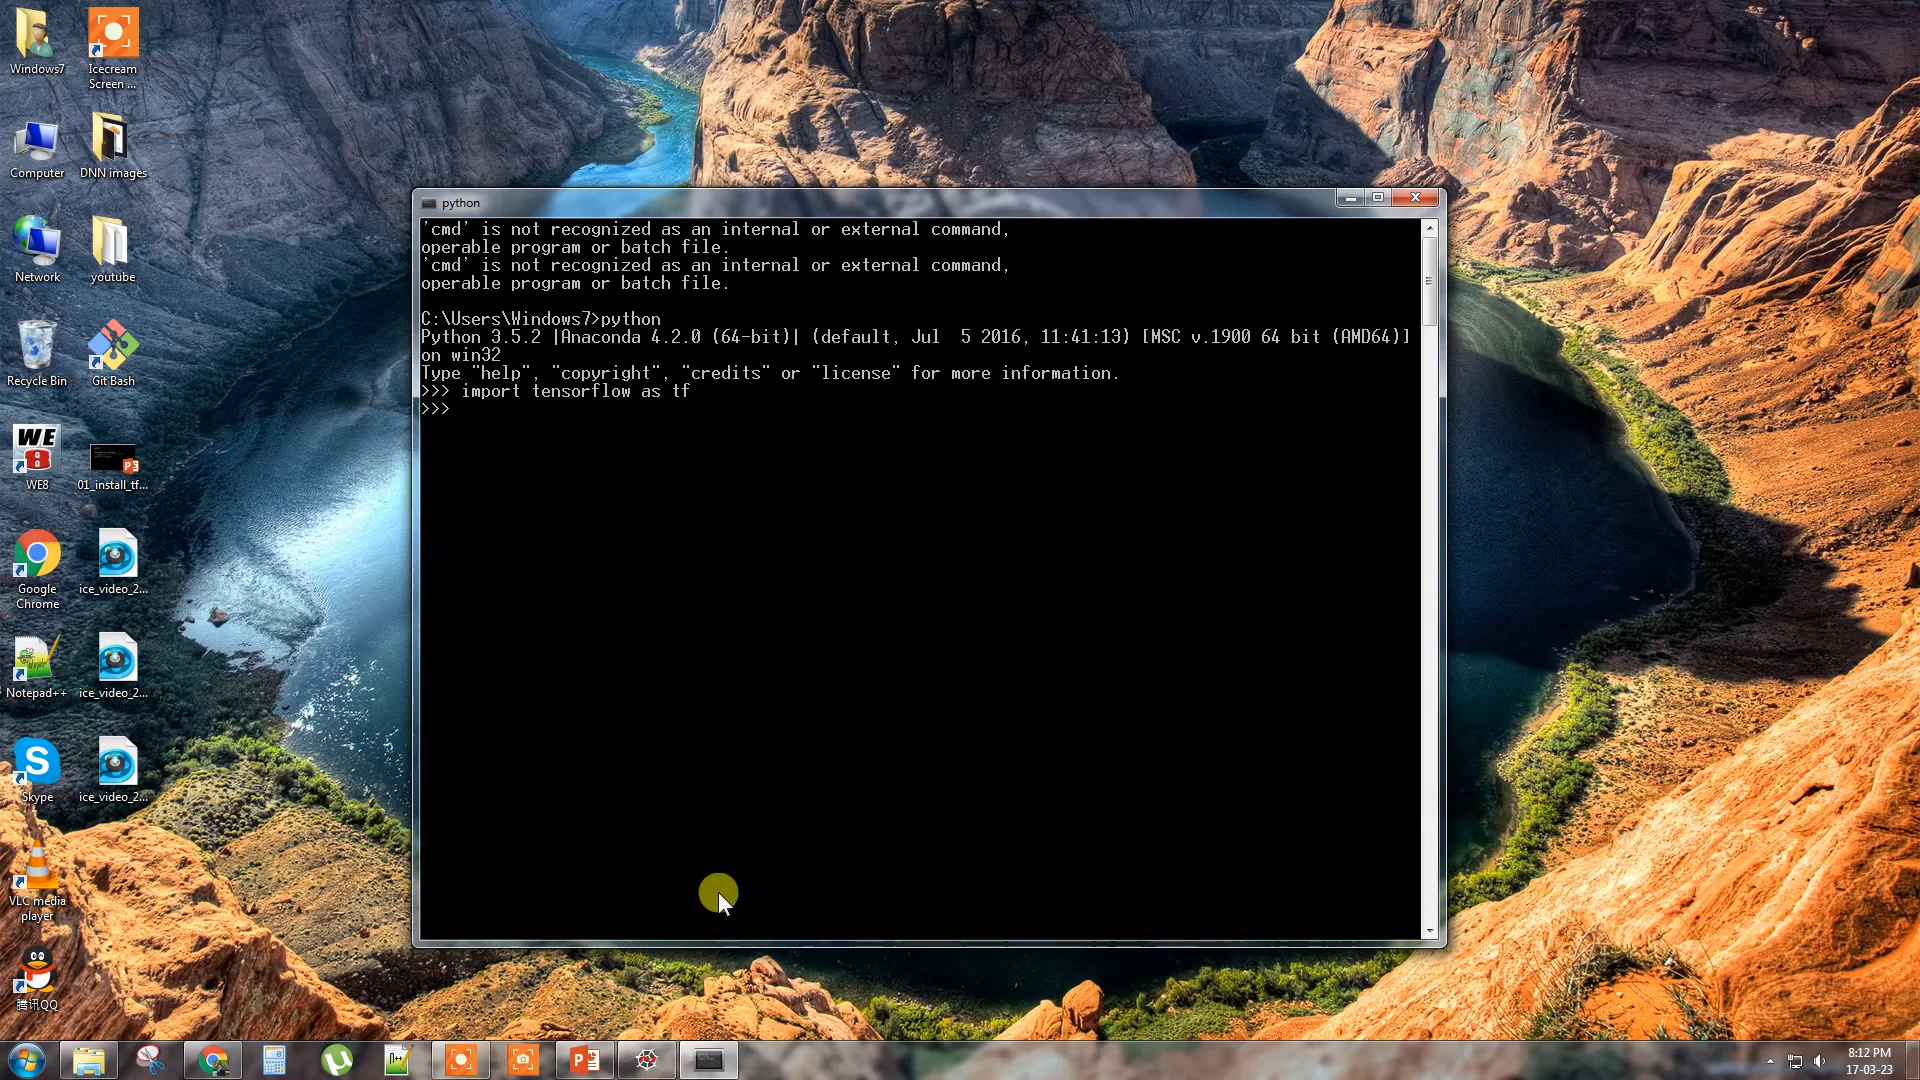 Windows7
Icecream
Screen ...
Computer
DNN images
Network
youtube
Recycle Bin
Git Bash
WE8
01_install_tf...
Google
Chrome
ice_video_2...
Notepad++
ice_video_2...
Skype
ice_video_2...
VLC media
player
腾讯QQ
python
'cmd' is not recognized as an internal or external command,
operable program or batch file.
'cmd' is not recognized as an internal or external command,
operable program or batch file.
C:\Users\Windows7>python
Python 3.5.2 |Anaconda 4.2.0 (64-bit)| (default, Jul  5 2016, 11:41:13) [MSC v.1900 64 bit (AMD64)]
on win32
Type "help", "copyright", "credits" or "license" for more information.
>>> import tensorflow as tf
>>>
8:12 PM
17-03-23